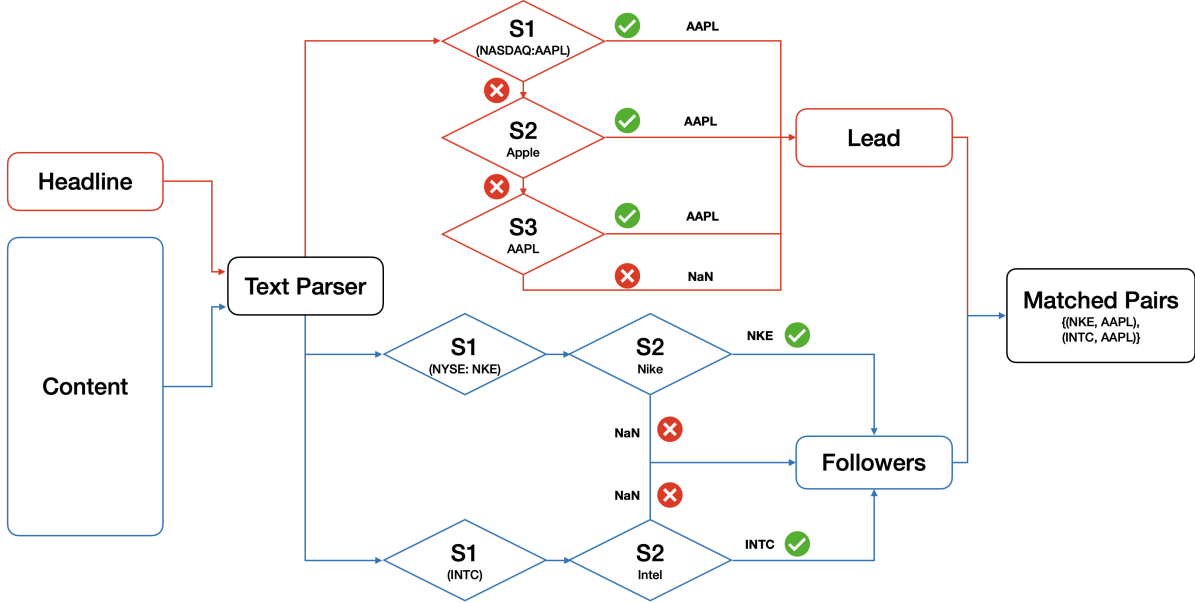 Headline
Content
Text Parser
S1
(NASDAQ:AAPL)
AAPL
S2
Apple
AAPL
S3
AAPL
AAPL
NaN
Lead
S1
(NYSE: NKE)
S2
Nike
NKE
NaN
NaN
S1
(INTC)
S2
Intel
INTC
Followers
Matched Pairs
{(NKE, AAPL),
(INTC, AAPL)}